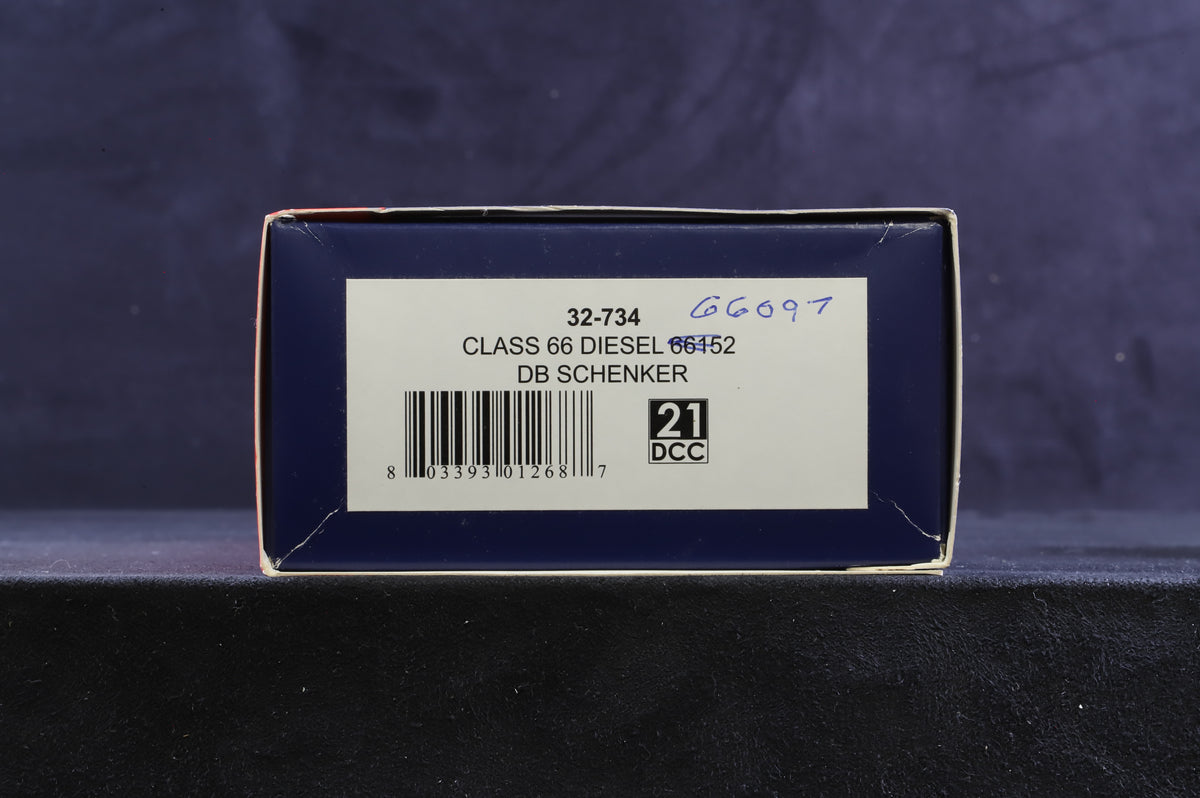 32-734 66097
CLASS 66 DIESEL 66152
DB SCHENKER
21
DCC
8 03393 01268 7